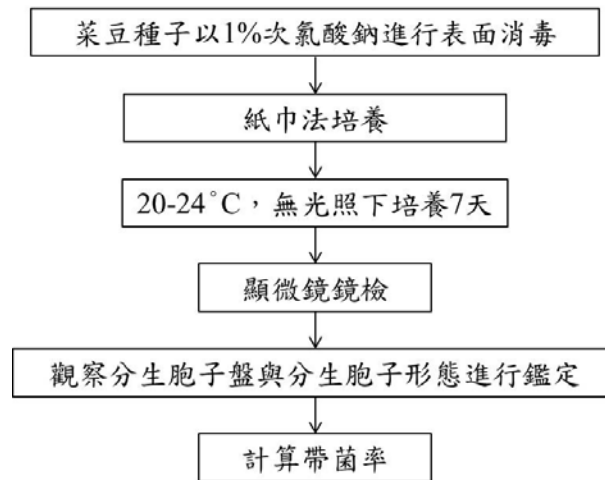 菜豆種子以1%次氯酸鈉進行表面消毒
紙巾法培養
20-24°C，無光照下培養7天
顯微鏡鏡檢
觀察分生胞子盤與分生胞子形態進行鑑定
計算帶菌率